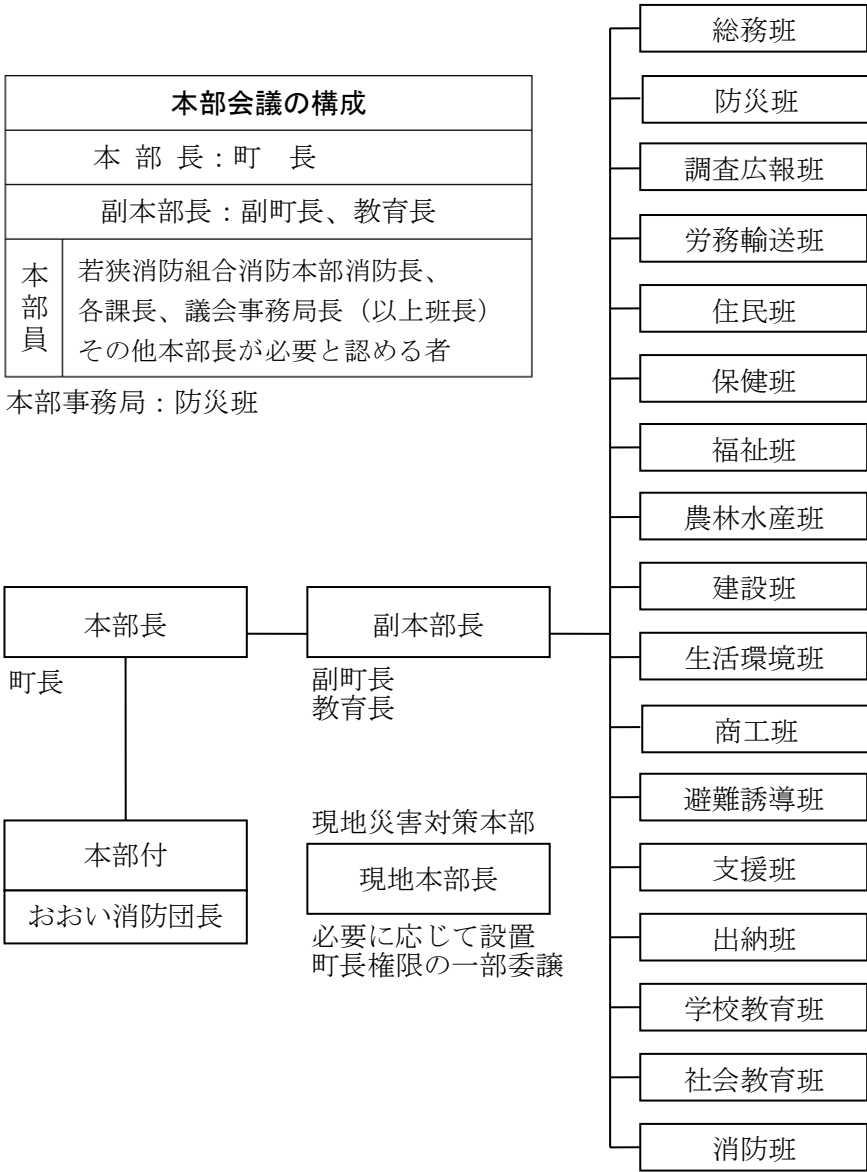 本部会議の構成
本 部 長：町　長
副本部長：副町長、教育長
本部員
若狭消防組合消防本部消防長、
各課長、議会事務局長（以上班長）
その他本部長が必要と認める者
本部事務局：防災班
本部長
町長
副本部長
副町長
教育長
本部付
おおい消防団長
現地災害対策本部
現地本部長
必要に応じて設置
町長権限の一部委譲
総務班
防災班
調査広報班
労務輸送班
住民班
保健班
福祉班
農林水産班
建設班
生活環境班
商工班
避難誘導班
支援班
出納班
学校教育班
社会教育班
消防班